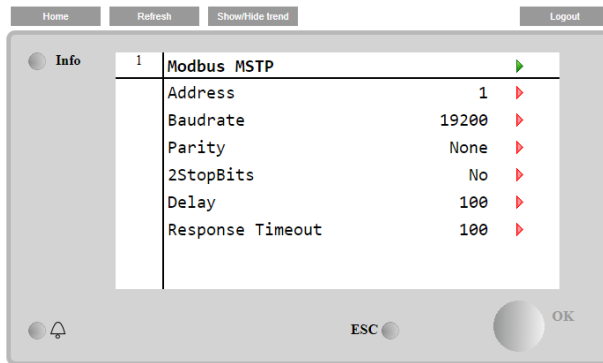 Home Refresh Show/Hide trend Logout
Info
1 Modbus MSTP
Address 1
Baudrate 19200
Parity None
2StopBits No
Delay 100
Response Timeout 100
ESC OK